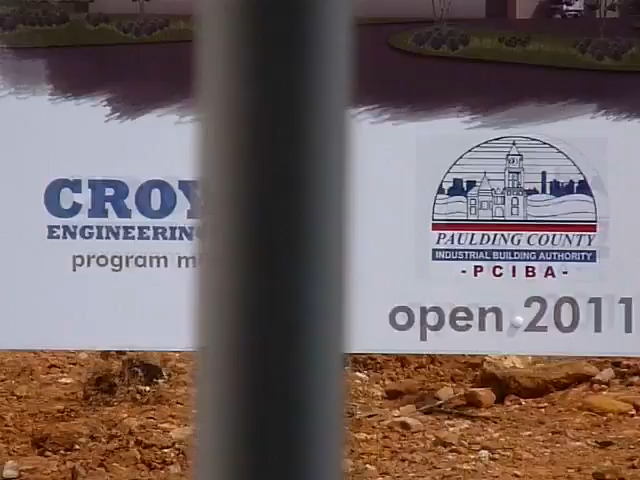 CROY
ENGINEERING
program m
PAULDING COUNTY
INDUSTRIAL BUILDING AUTHORITY
- PCIBA -
open 2011